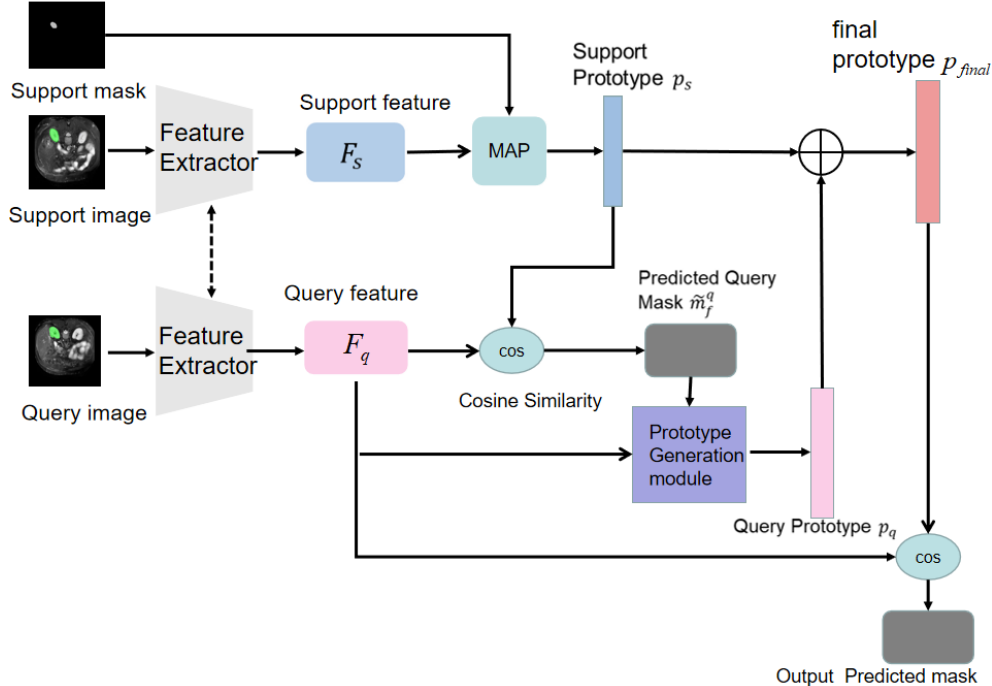 Support mask
Support image
Feature
Extractor
Support feature
F_s
MAP
Support
Prototype p_s
final
prototype p_final
Query image
Feature
Extractor
Query feature
F_q
cos
Cosine Similarity
Predicted Query
Mask m̃_f^q
Prototype
Generation
module
Query Prototype p_q
cos
Output Predicted mask